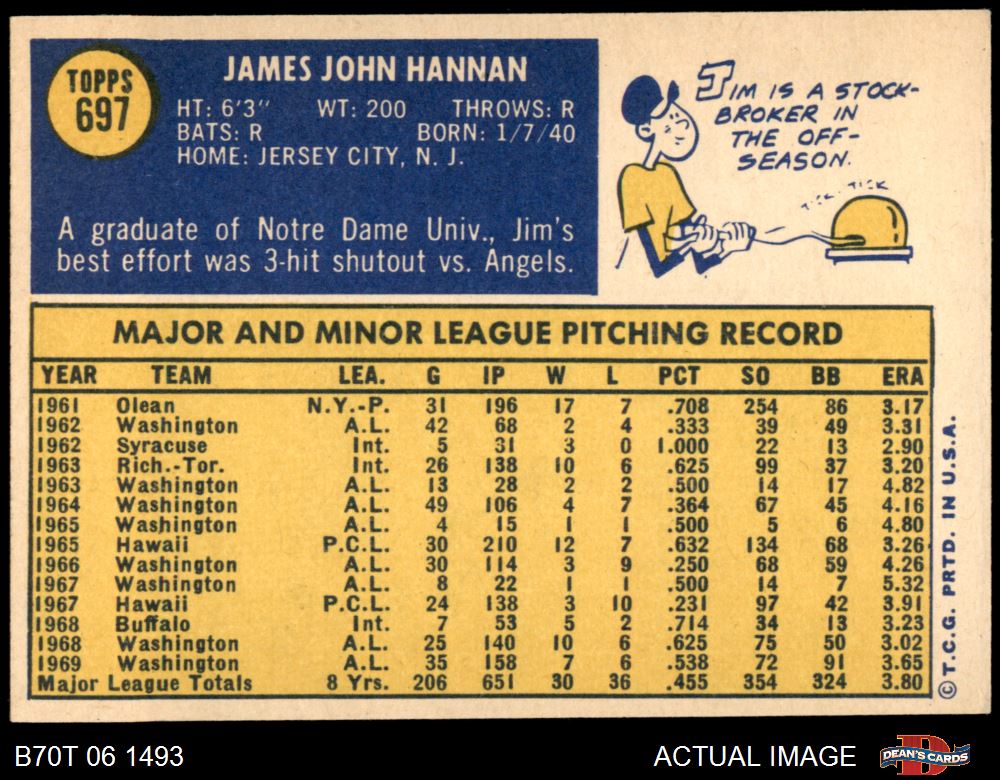 TOPPS
697
JAMES JOHN HANNAN
HT: 6'3" WT: 200 THROWS: R
BATS: R BORN: 1/7/40
HOME: JERSEY CITY, N. J.
A graduate of Notre Dame Univ., Jim's
best effort was 3-hit shutout vs. Angels.
JIM IS A STOCK-
BROKER IN
THE OFF-
SEASON.
TICK TICK
MAJOR AND MINOR LEAGUE PITCHING RECORD
YEAR TEAM LEA. G IP W L PCT SO BB ERA
1961 Olean N.Y.-P. 31 196 17 7 .708 254 86 3.17
1962 Washington A.L. 42 68 2 4 .333 39 49 3.31
1962 Syracuse Int. 5 31 3 0 1.000 22 13 2.90
1963 Rich.-Tor. Int. 26 138 10 6 .625 99 37 3.20
1963 Washington A.L. 13 28 2 2 .500 14 17 4.82
1964 Washington A.L. 49 106 4 7 .364 67 45 4.16
1965 Washington A.L. 4 15 1 1 .500 5 6 4.80
1965 Hawaii P.C.L. 30 210 12 7 .632 134 68 3.26
1966 Washington A.L. 30 114 3 9 .250 68 59 4.26
1967 Washington A.L. 8 22 1 1 .500 14 7 5.32
1967 Hawaii P.C.L. 24 138 3 10 .231 97 42 3.91
1968 Buffalo Int. 7 53 5 2 .714 34 13 3.23
1968 Washington A.L. 25 140 10 6 .625 75 50 3.02
1969 Washington A.L. 35 158 7 6 .538 72 91 3.65
Major League Totals 8 Yrs. 206 651 30 36 .455 354 324 3.80
© T.C.G. PRTD. IN U.S.A.
B70T 06 1493
ACTUAL IMAGE
DEAN'S CARDS